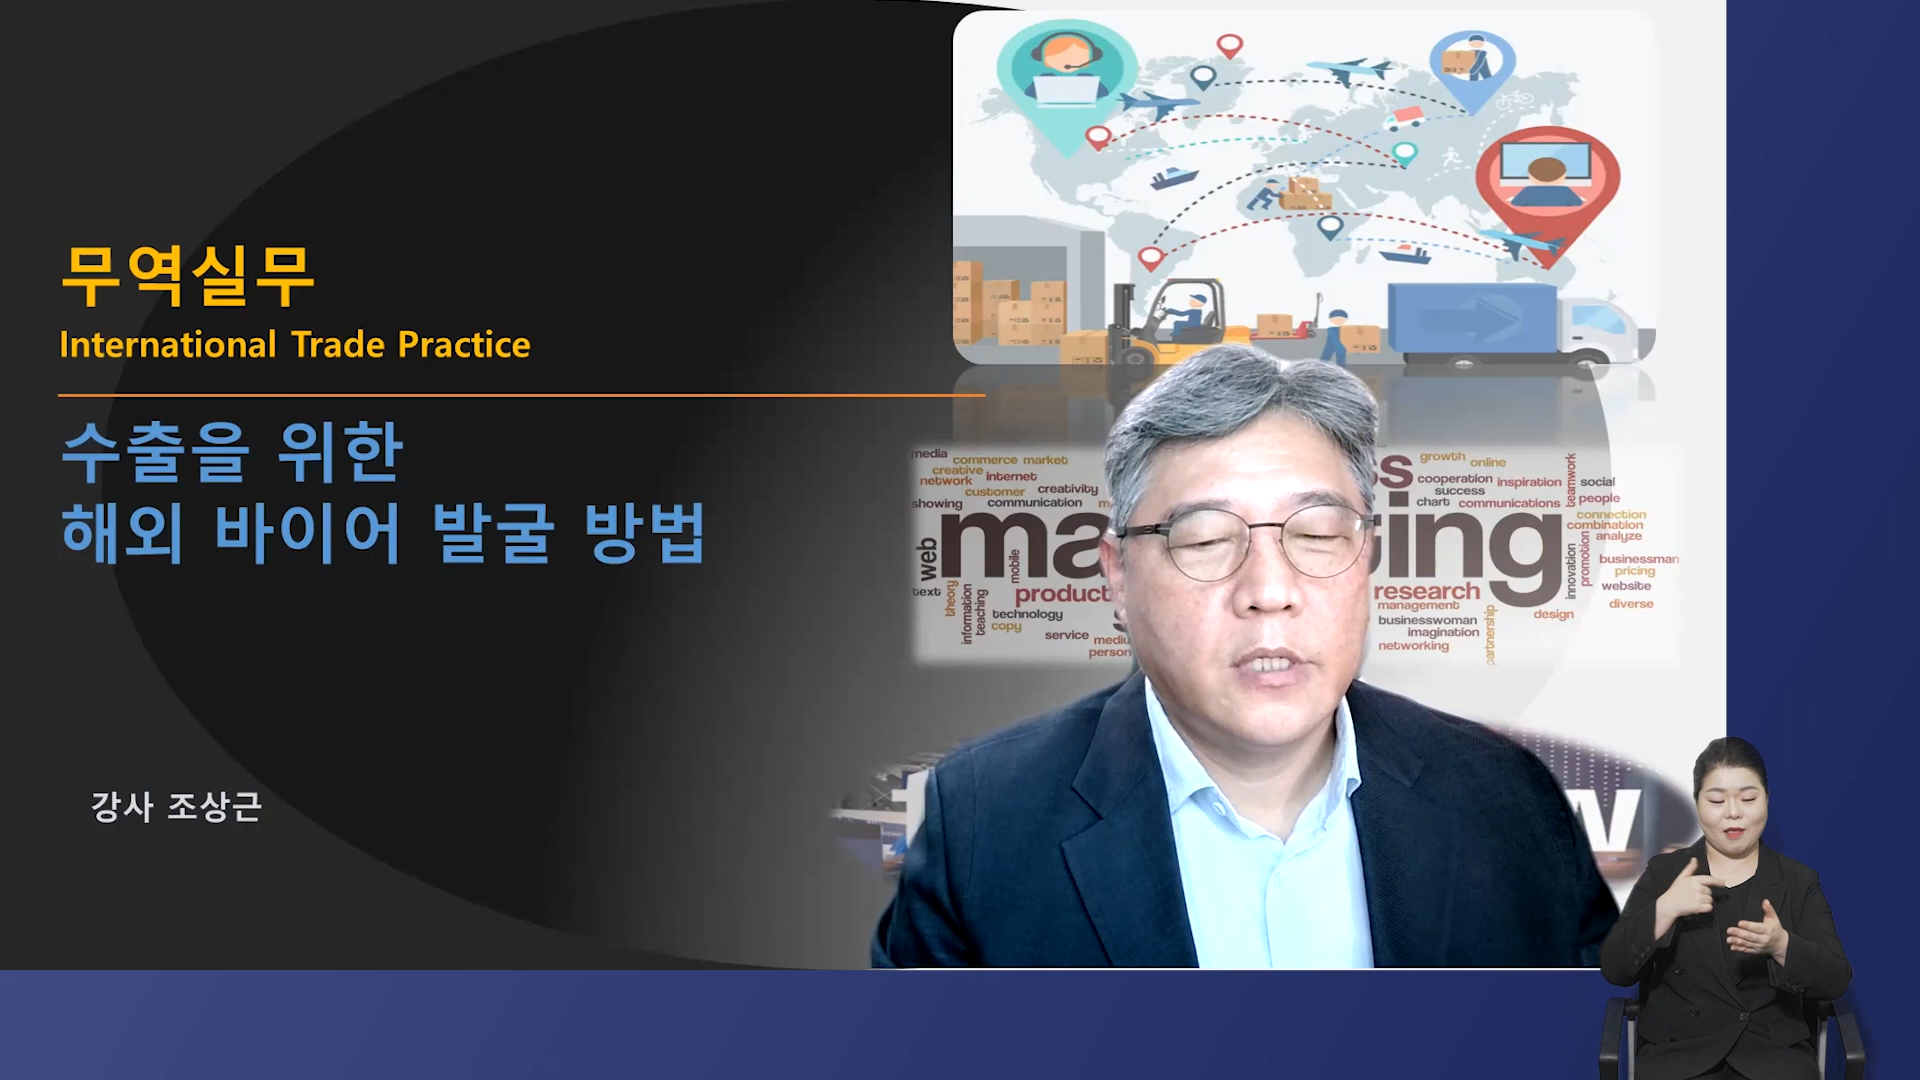 무역실무
International Trade Practice
수출을 위한
해외 바이어 발굴 방법
강사 조상근
media
commerce market
creative
network
internet
customer
creativity
showing
communication
web
mobile
text
theory
information
teaching
product
technology
copy
service
growth
online
cooperation
inspiration
social
success
people
chart
communications
teamwork
connection
combination
analyze
ting
innovation
promotion
businessman
pricing
website
diverse
research
management
businesswoman
imagination
networking
partnership
design